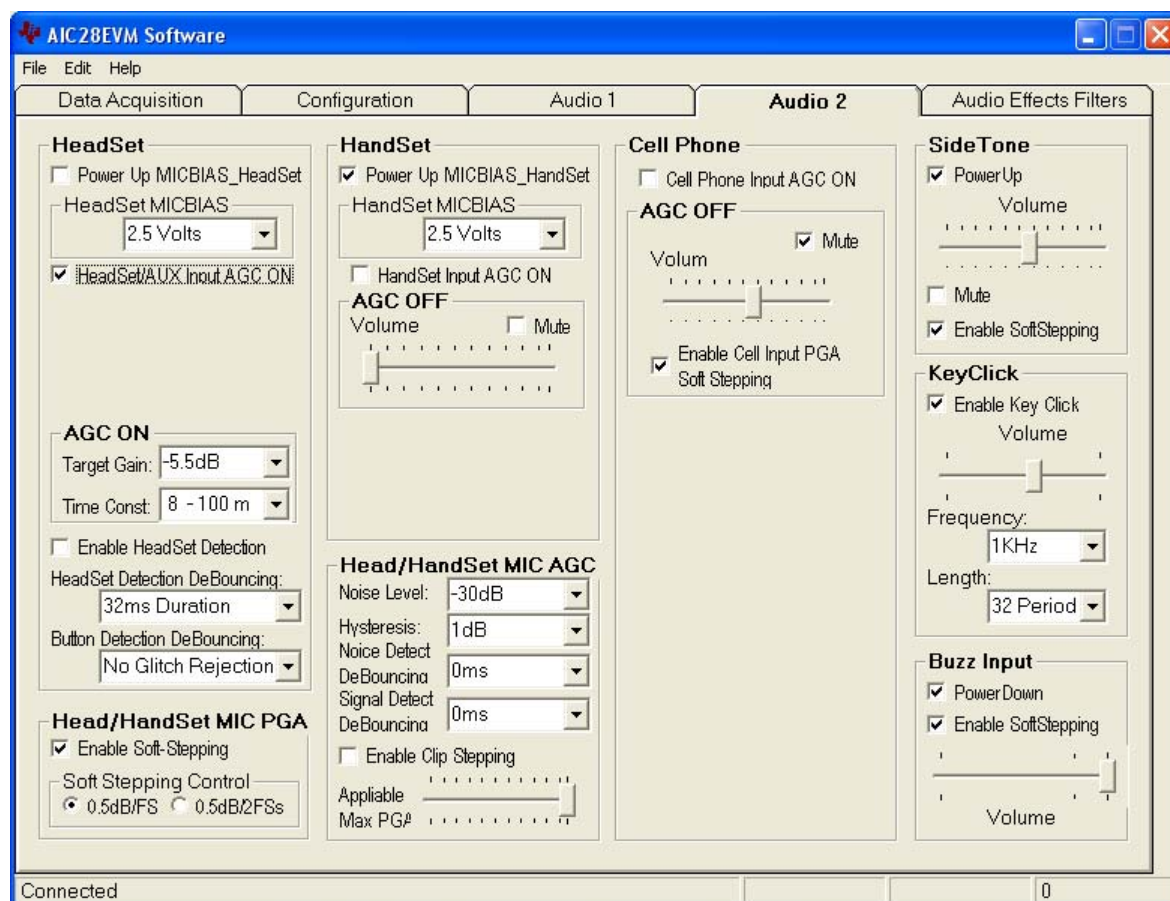 AIC28EVM Software
File Edit Help
Data Acquisition
Configuration
Audio 1
Audio 2
Audio Effects Filters
HeadSet
Power Up MICBIAS_HeadSet
HeadSet MICBIAS
2.5 Volts
HeadSet/AUX Input AGC ON
AGC ON
Target Gain: -5.5dB
Time Const: 8 - 100 m
Enable HeadSet Detection
HeadSet Detection DeBouncing:
32ms Duration
Button Detection DeBouncing:
No Glitch Rejection
Head/HandSet MIC PGA
Enable Soft-Stepping
Soft Stepping Control
0.5dB/FS 0.5dB/2FSs
HandSet
Power Up MICBIAS_HandSet
HandSet MICBIAS
2.5 Volts
HandSet Input AGC ON
AGC OFF
Volume Mute
Head/HandSet MIC AGC
Noise Level: -30dB
Hysteresis: 1dB
Noice Detect
DeBouncing 0ms
Signal Detect
DeBouncing 0ms
Enable Clip Stepping
Appliable
Max PGA
Cell Phone
Cell Phone Input AGC ON
AGC OFF
Mute
Volum
Enable Cell Input PGA
Soft Stepping
SideTone
PowerUp
Volume
Mute
Enable SoftStepping
KeyClick
Enable Key Click
Volume
Frequency:
1KHz
Length:
32 Period
Buzz Input
PowerDown
Enable SoftStepping
Volume
Connected
0